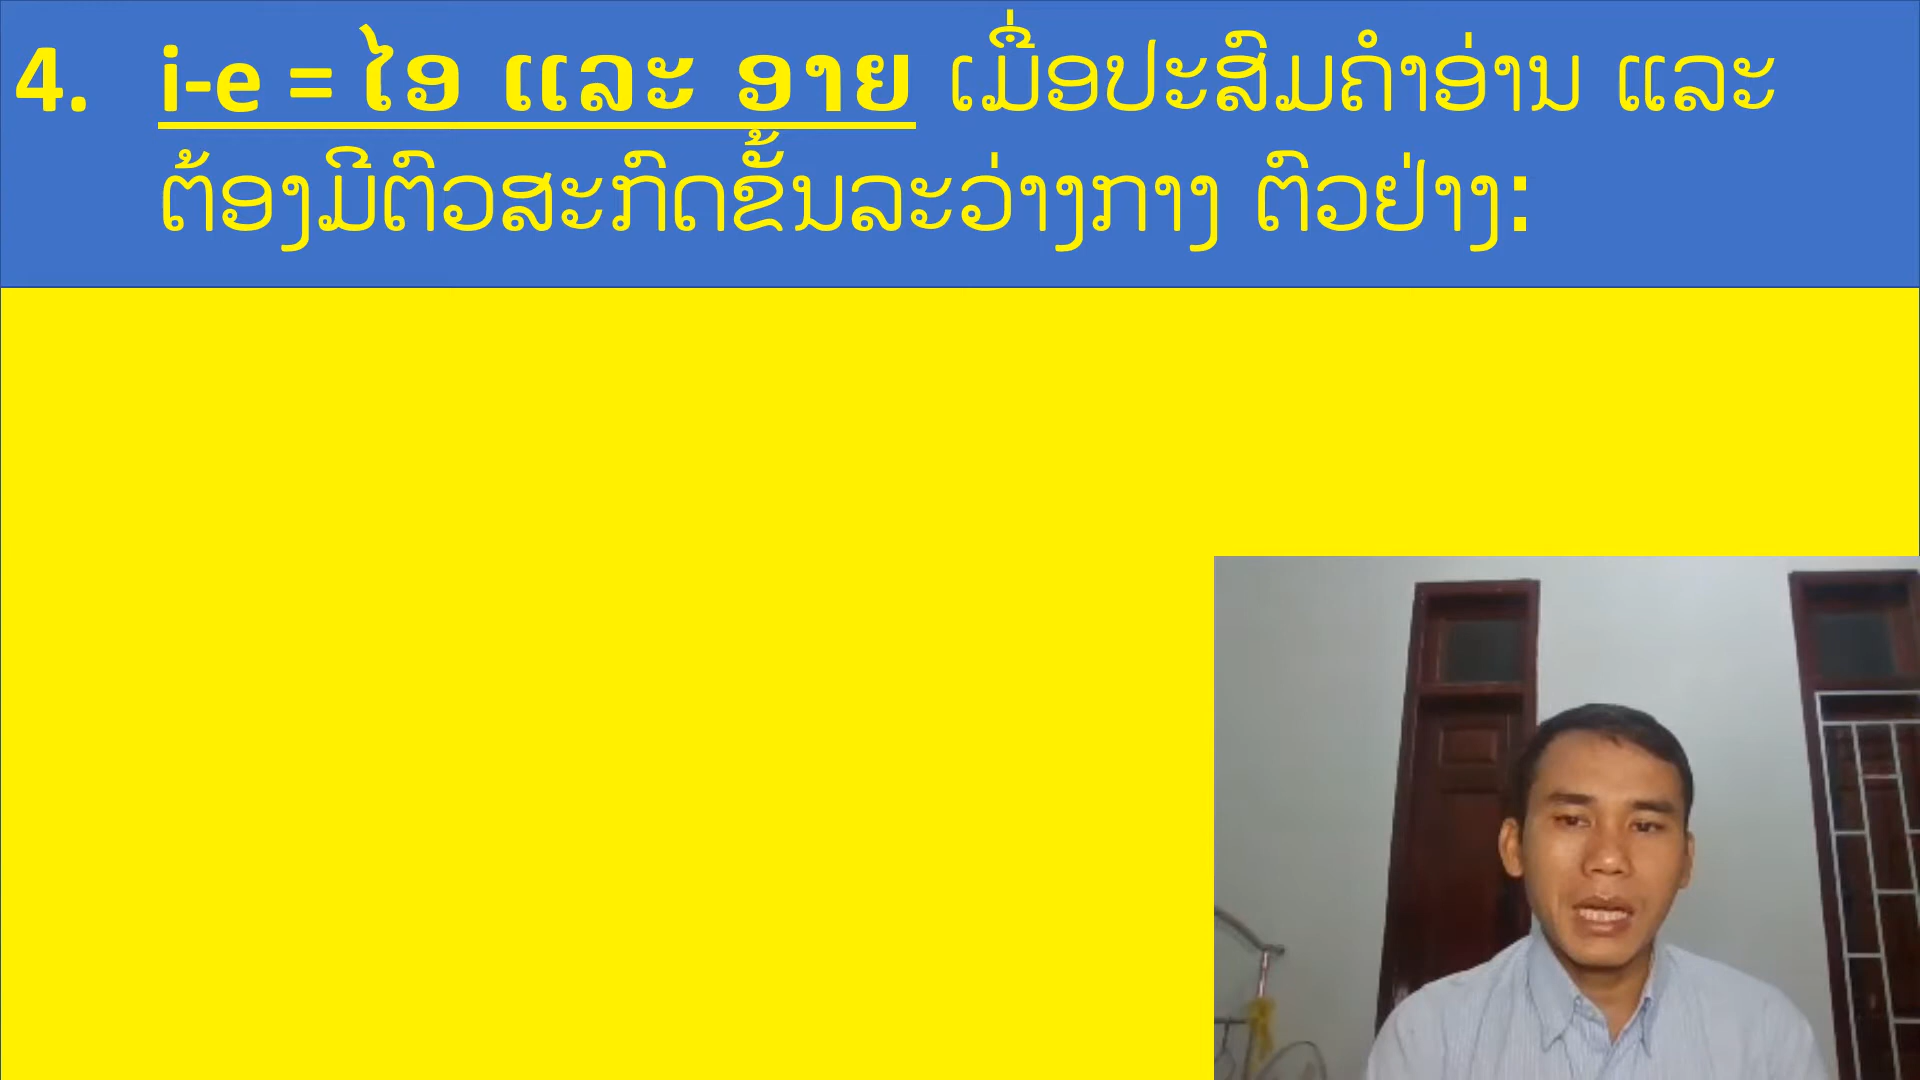 4. i-e = ໄອ ແລະ ອາຍ ເມື່ອປະສົມຄຳອ່ານ ແລະ
ຕ້ອງມີຕົວສະກົດຂັ້ນລະວ່າງກາງ ຕົວຢ່າງ: